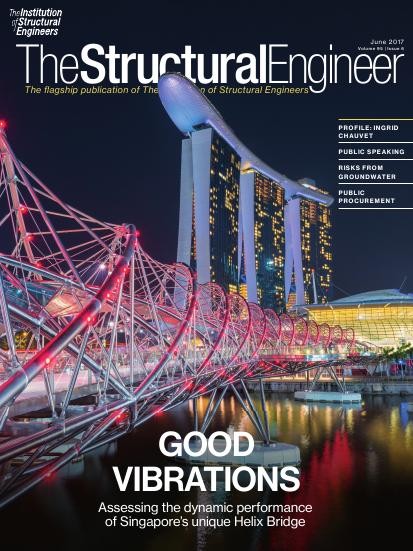 The Institution
of Structural
Engineers
June 2017
Volume 95 | Issue 6
TheStructuralEngineer
The flagship publication of The n of Structural Engineers
PROFILE: INGRID
CHAUVET
PUBLIC SPEAKING
RISKS FROM
GROUNDWATER
PUBLIC
PROCUREMENT
GOOD
VIBRATIONS
Assessing the dynamic performance
of Singapore's unique Helix Bridge